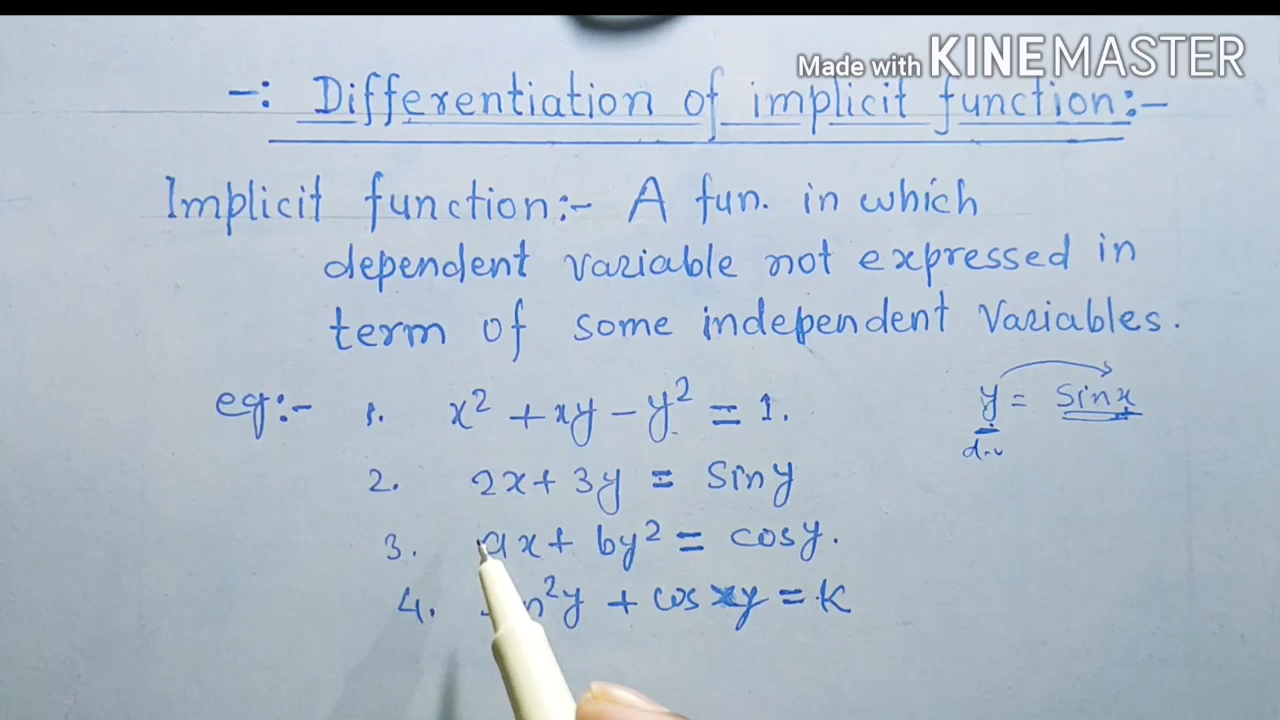 Made with KINEMASTER
-: Differentiation of implicit function:-
Implicit function:- A fun. in which
dependent variable not expressed in
term of some independent variables.
eg:- 1. x² + xy - y² = 1.
y = Sinx
d.v
2. 2x + 3y = Siny
3. ax + by² = cosy.
4. y + cos xy = k